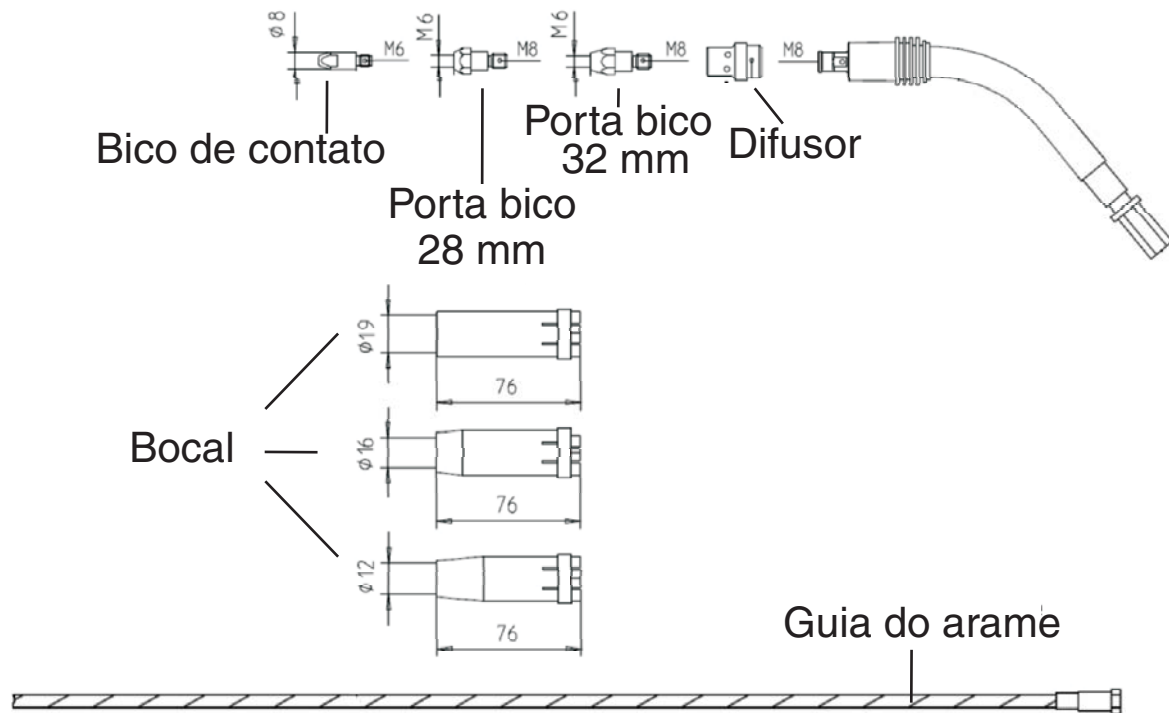 ø8
M6
M6
M8
M6
M8
M8
Bico de contato
Porta bico
28 mm
Porta bico
32 mm
Difusor
Bocal
ø19
76
ø16
76
ø12
76
Guia do arame